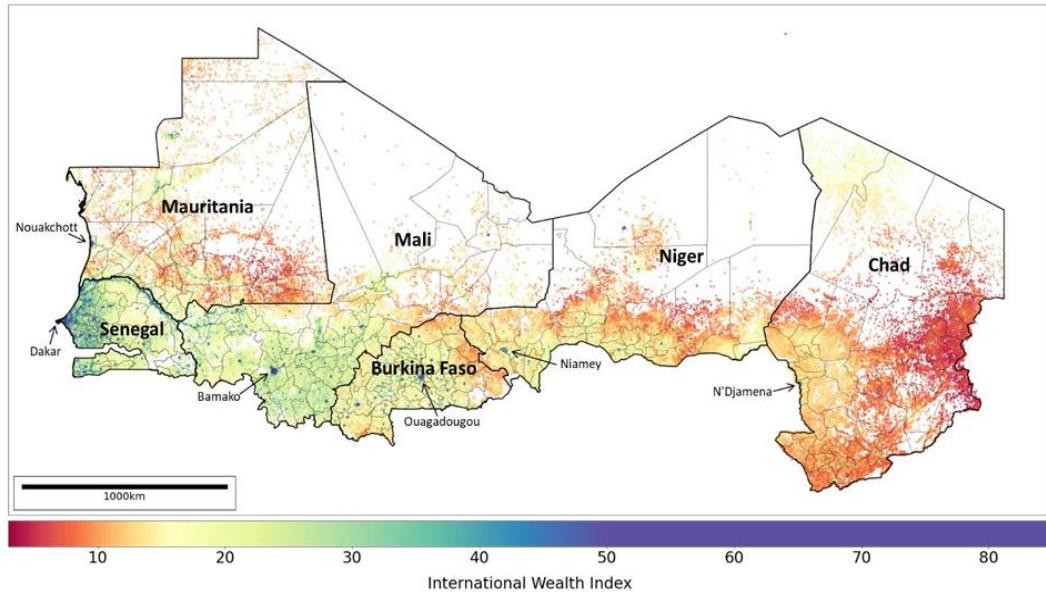 Mauritania
Nouakchott
Mali
Niger
Chad
Senegal
Dakar
Bamako
Burkina Faso
Niamey
N'Djamena
Ouagadougou
1000km
10 20 30 40 50 60 70 80
International Wealth Index